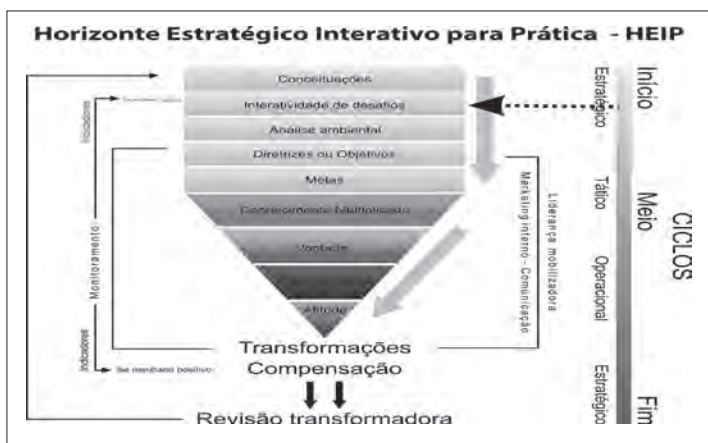 Horizonte Estratégico Interativo para Prática - HEIP
Conceituações
Interatividade de desafios
Análise ambiental
Diretrizes ou Objetivos
Metas
Conhecimento Multiplicado
Vontade
Atitude
Transformações
Compensação
Revisão transformadora
Indicadores
Monitoramento
Indicadores
Se resultado positivo:
Liderança mobilizadora
Marketing interno - Comunicação
Estratégico
Tático
Operacional
Estratégico
Início
Meio
Fim
CICLOS